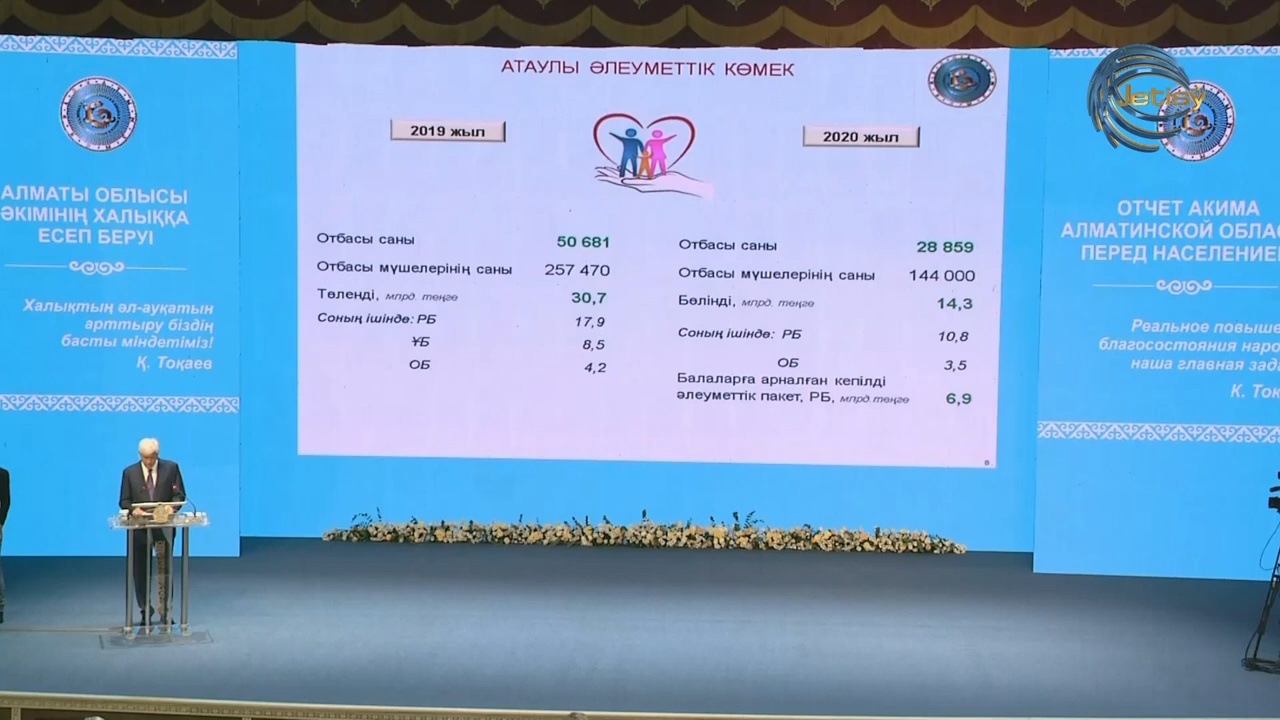 АТАУЛЫ ӘЛЕУМЕТТІК КӨМЕК
Jetisý
2019 жыл
2020 жыл
АЛМАТЫ ОБЛЫСЫ
ӘКІМІНІҢ ХАЛЫҚҚА
ЕСЕП БЕРУІ
Халықтың әл-ауқатын
арттыру біздің
басты міндетіміз!
Қ. Тоқаев
Отбасы саны 50 681
Отбасы мүшелерінің саны 257 470
Төленді, млрд. теңге 30,7
Соның ішінде: РБ 17,9
ҰБ 8,5
ОБ 4,2
Отбасы саны 28 859
Отбасы мүшелерінің саны 144 000
Бөлінді, млрд. теңге 14,3
Соның ішінде: РБ 10,8
ОБ 3,5
Балаларға арналған кепілді
әлеуметтік пакет, РБ, млрд.теңге 6,9
8
ОТЧЕТ АКИМА
АЛМАТИНСКОЙ ОБЛАС
ПЕРЕД НАСЕЛЕНИЕ
Реальное повыше
благосостояния наро
наша главная зада
К. Ток